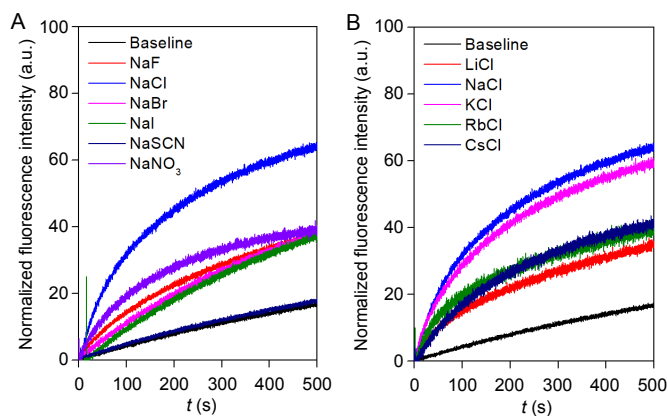 A
Normalized fluorescence intensity (a.u.)
100
80
60
40
20
0
Baseline
NaF
NaCl
NaBr
NaI
NaSCN
NaNO₃
0 100 200 300 400 500
t (s)
B
Normalized fluorescence intensity (a.u.)
100
80
60
40
20
0
Baseline
LiCl
NaCl
KCl
RbCl
CsCl
0 100 200 300 400 500
t (s)